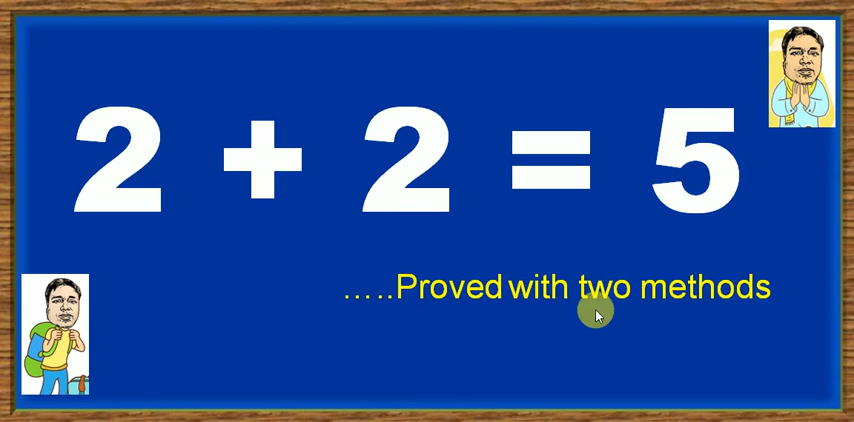 2 + 2 = 5
.....Proved with two methods